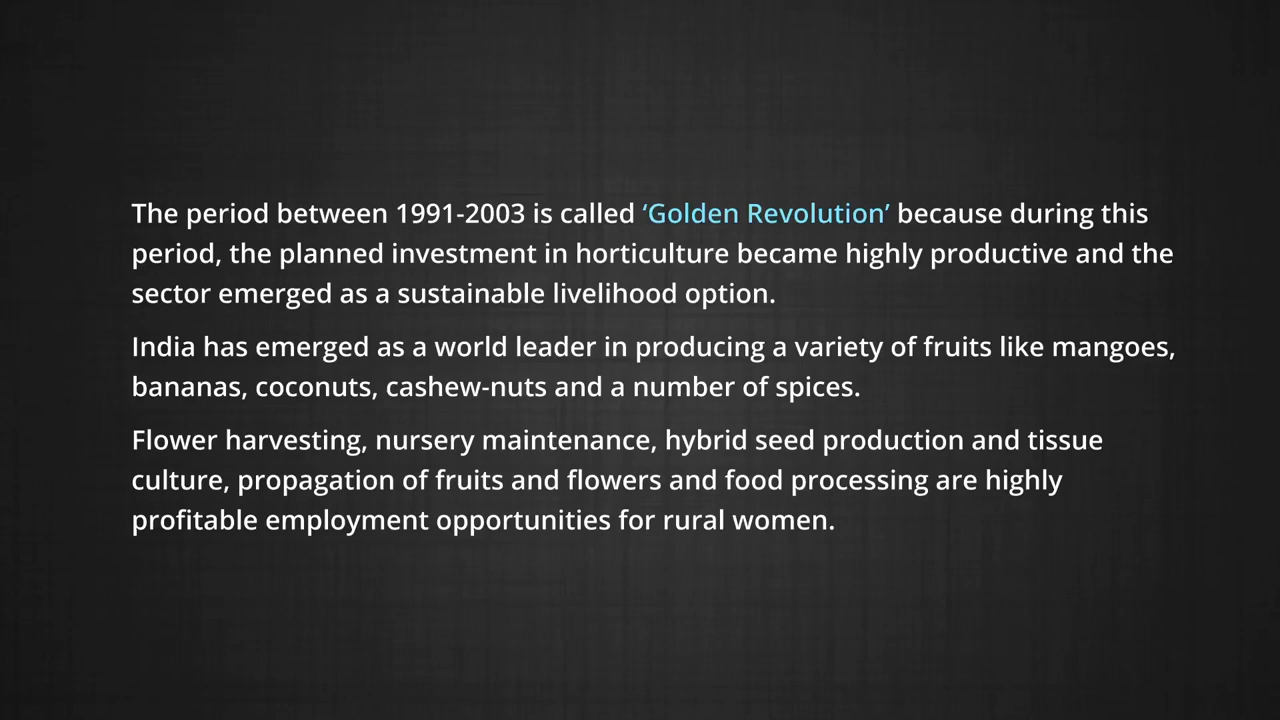 The period between 1991-2003 is called ‘Golden Revolution’ because during this
period, the planned investment in horticulture became highly productive and the
sector emerged as a sustainable livelihood option.
India has emerged as a world leader in producing a variety of fruits like mangoes,
bananas, coconuts, cashew-nuts and a number of spices.
Flower harvesting, nursery maintenance, hybrid seed production and tissue
culture, propagation of fruits and flowers and food processing are highly
profitable employment opportunities for rural women.